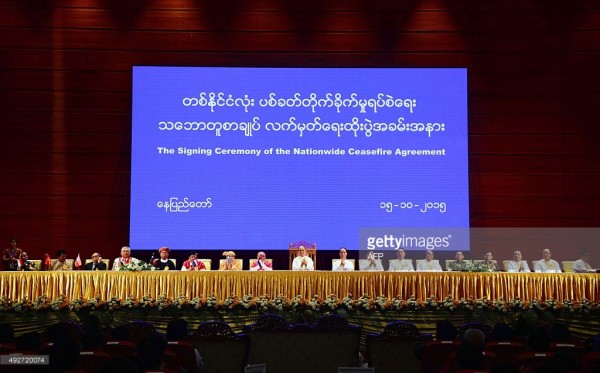 တစ်နိုင်ငံလုံး ပစ်ခတ်တိုက်ခိုက်မှုရပ်စဲရေး
သဘောတူစာချုပ် လက်မှတ်ရေးထိုးပွဲအခမ်းအနား
The Signing Ceremony of the Nationwide Ceasefire Agreement
နေပြည်တော်
၁၅-၁၀-၂၀၁၅
gettyimages®
AFP
492720074